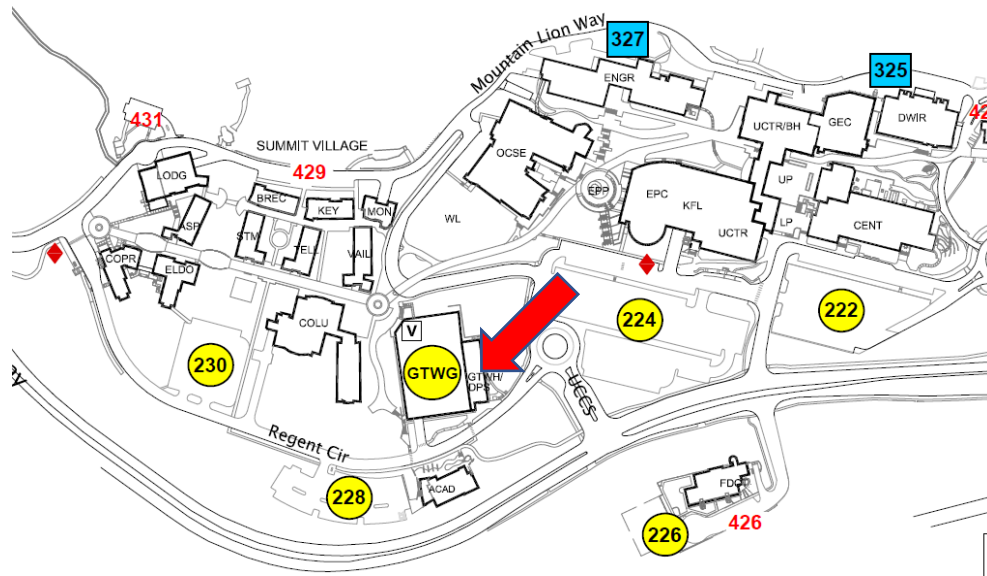 327
Mountain Lion Way
ENGR
325
431
UCTR/BH
GEC
DWIR
SUMMIT VILLAGE
429
OCSE
LODG
EPP
EPC
KFL
UP
BREC
KEY
MON
WL
ASP
STM
TELL
VAIL
LP
CENT
UCTR
COPR
ELDO
COLU
V
224
222
230
GTWG
GTWH/
DPS
UCCS
Regent Cir
228
ACAD
226
426